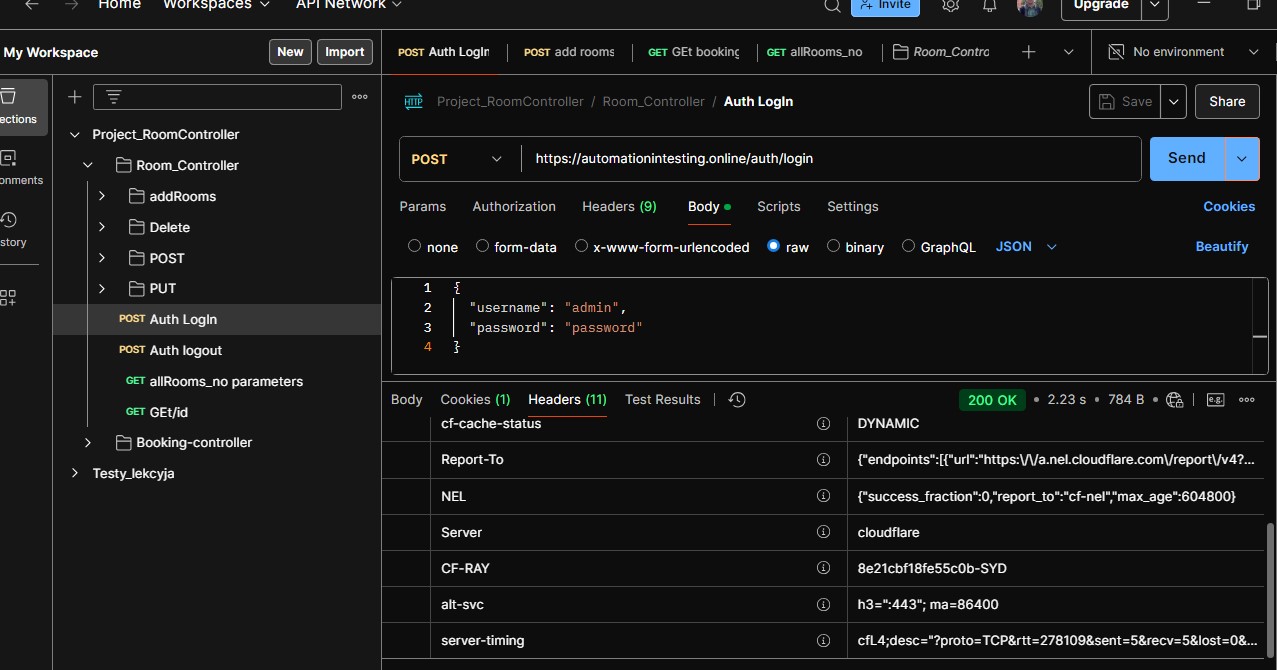 Home Workspaces API Network Invite Upgrade
My Workspace New Import POST Auth LogIn POST add rooms GET GEt booking GET allRooms_no Room_Contro No environment
ections
onments
story
Project_RoomController
Room_Controller
addRooms
Delete
POST
PUT
POST Auth LogIn
POST Auth logout
GET allRooms_no parameters
GET GEt/id
Booking-controller
Testy_lekcyja
HTTP Project_RoomController / Room_Controller / Auth LogIn Save Share
POST https://automationintesting.online/auth/login Send
Params Authorization Headers (9) Body Scripts Settings Cookies
none form-data x-www-form-urlencoded raw binary GraphQL JSON Beautify
1 {
2 "username": "admin",
3 "password": "password"
4 }
Body Cookies (1) Headers (11) Test Results 200 OK • 2.23 s • 784 B • e.g.
cf-cache-status DYNAMIC
Report-To {"endpoints":[{"url":"https:\/\/a.nel.cloudflare.com\/report\/v4?...
NEL {"success_fraction":0,"report_to":"cf-nel","max_age":604800}
Server cloudflare
CF-RAY 8e21cbf18fe55c0b-SYD
alt-svc h3=":443"; ma=86400
server-timing cfL4;desc="?proto=TCP&rtt=278109&sent=5&recv=5&lost=0&...